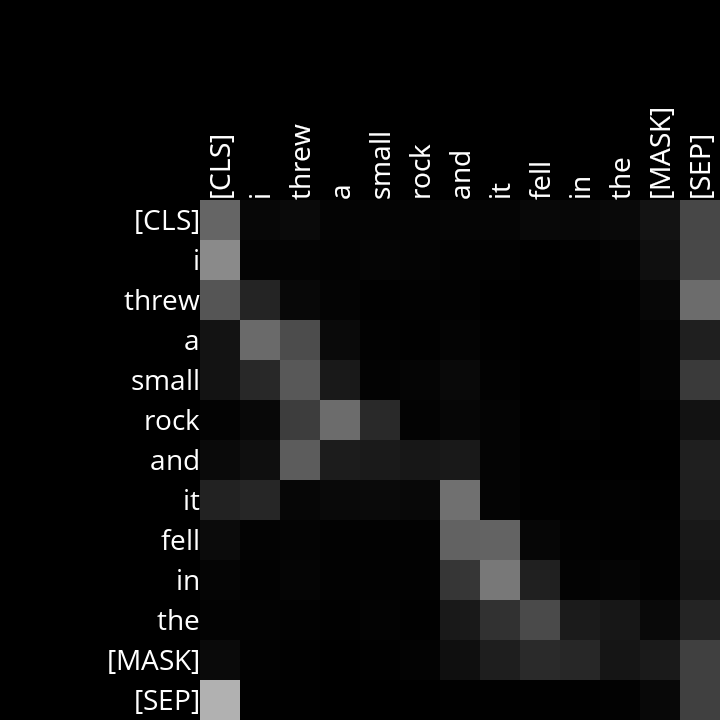 [CLS] i threw a small rock and it fell in the [MASK] [SEP]
[CLS]
i
threw
a
small
rock
and
it
fell
in
the
[MASK]
[SEP]